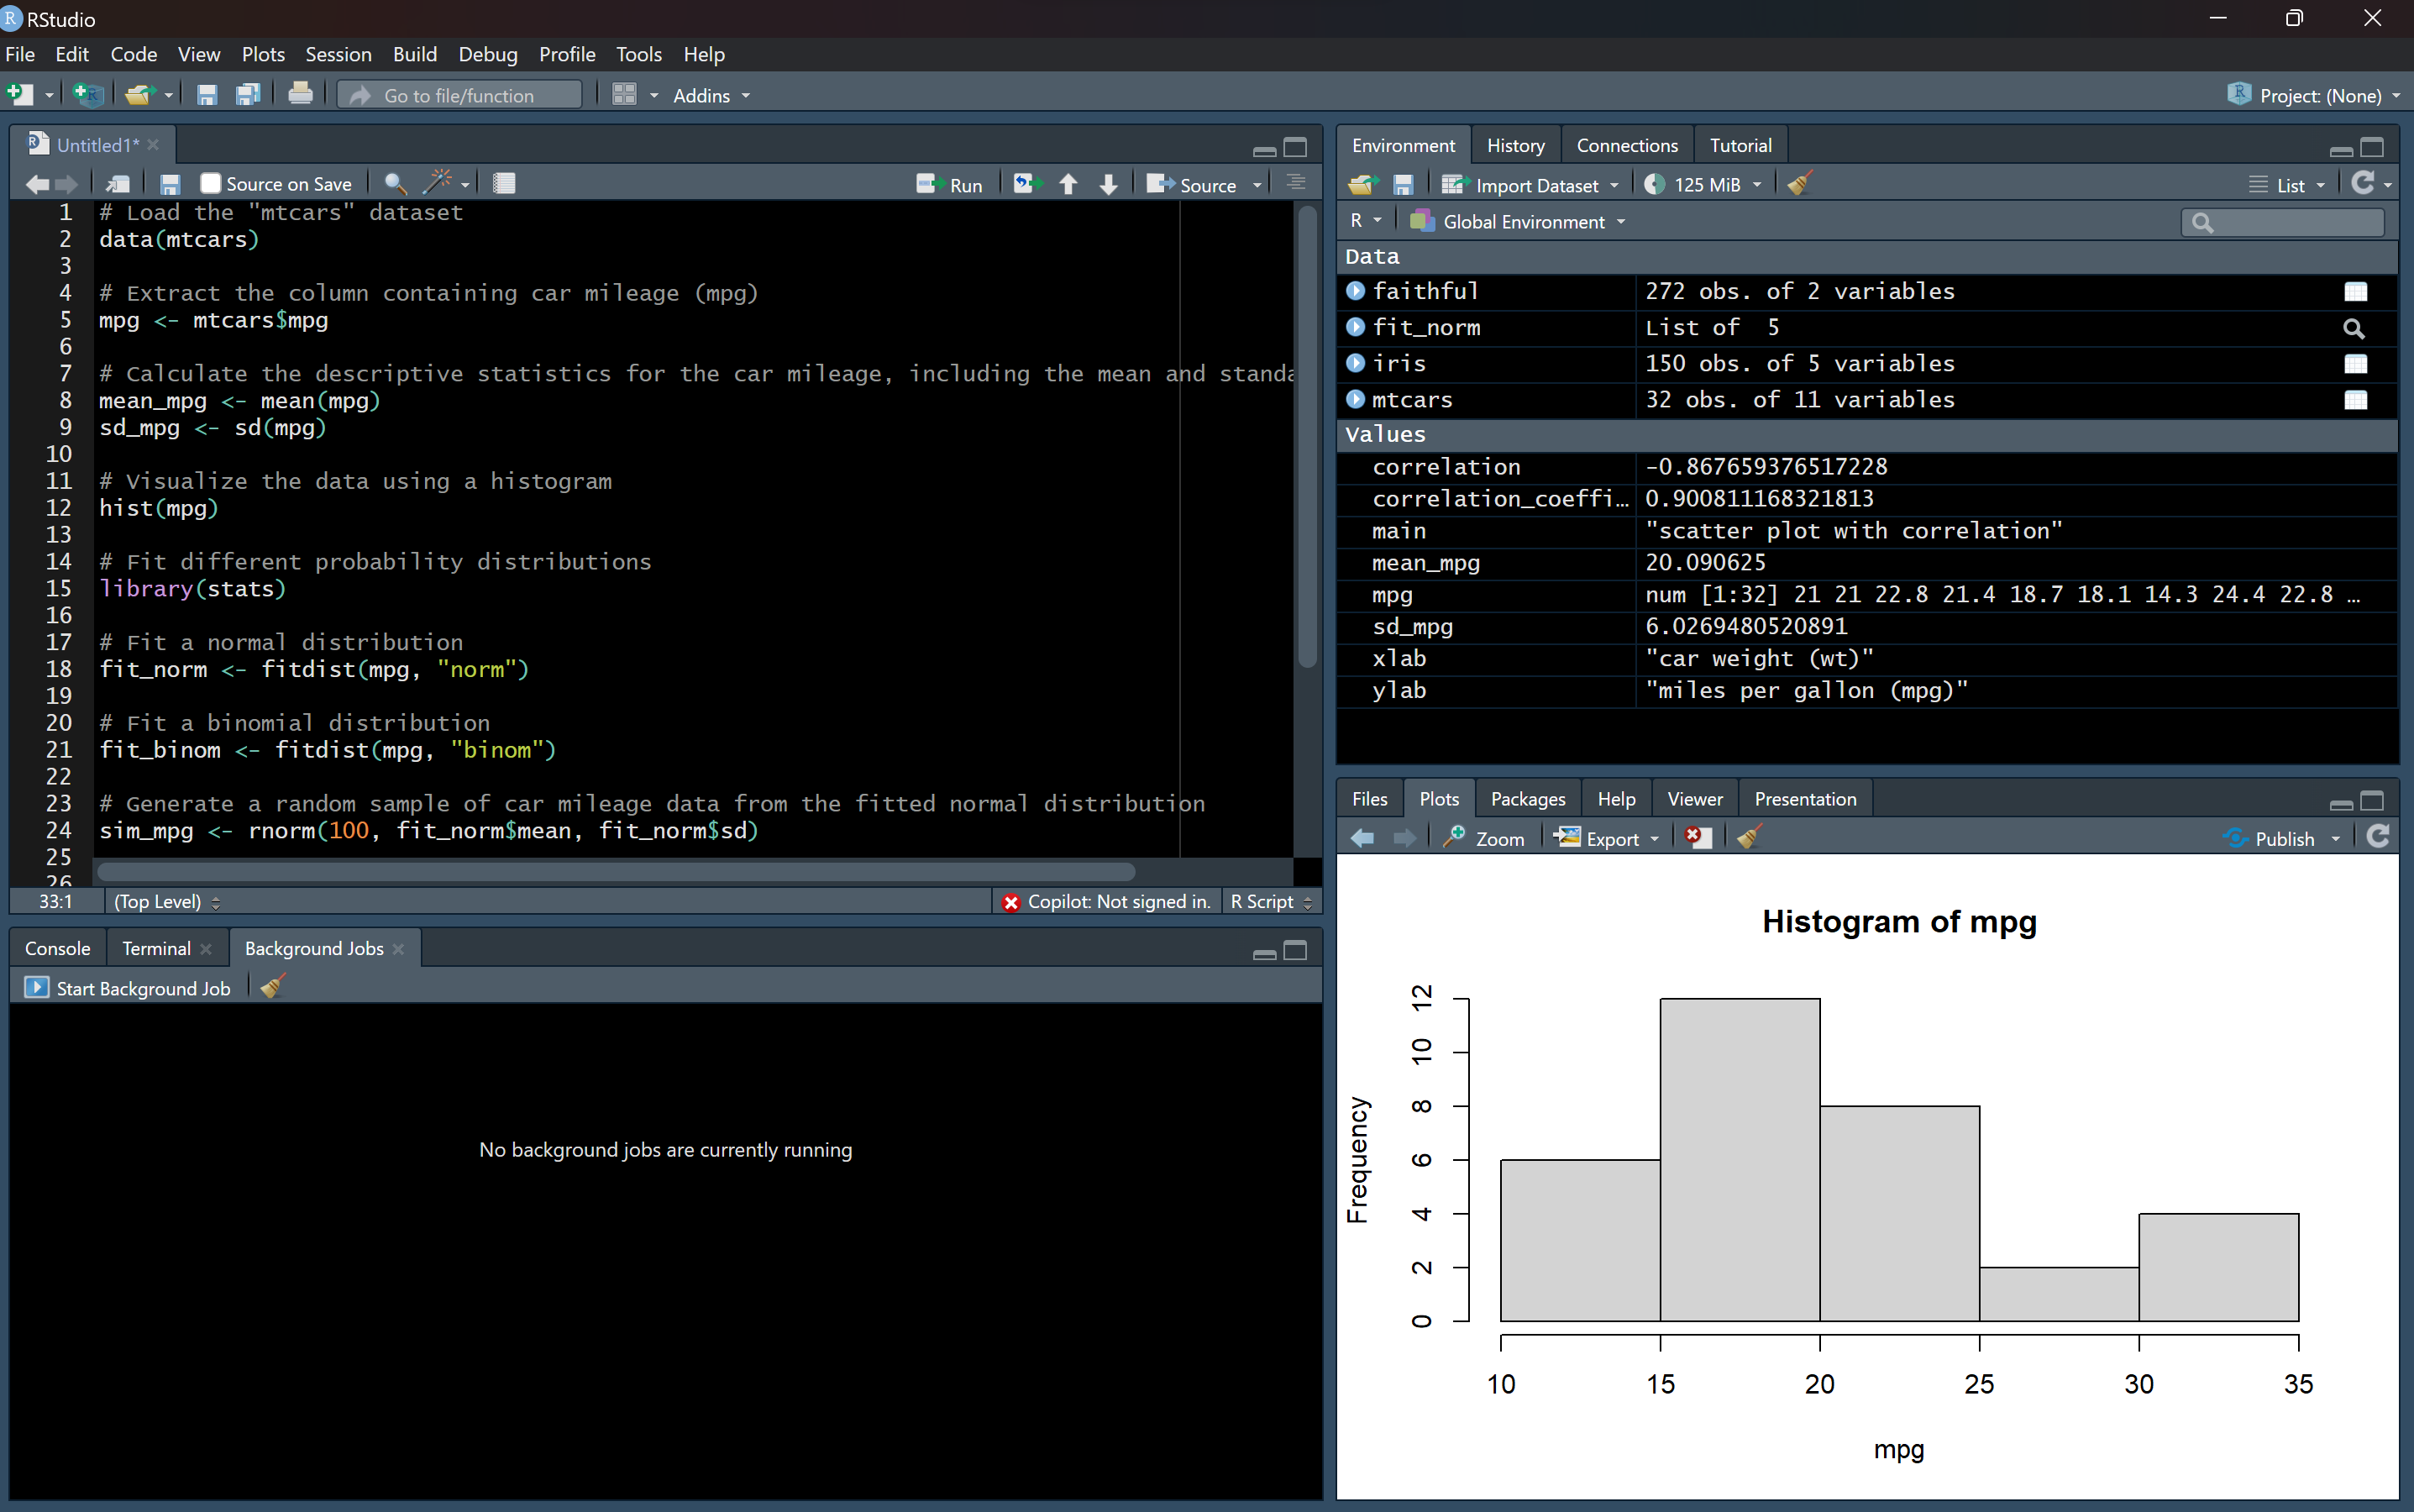 RStudio
File Edit Code View Plots Session Build Debug Profile Tools Help
Go to file/function Addins Project: (None)
Untitled1*
Source on Save Run Source
1 # Load the "mtcars" dataset
2 data(mtcars)
3
4 # Extract the column containing car mileage (mpg)
5 mpg <- mtcars$mpg
6
7 # Calculate the descriptive statistics for the car mileage, including the mean and standa
8 mean_mpg <- mean(mpg)
9 sd_mpg <- sd(mpg)
10
11 # Visualize the data using a histogram
12 hist(mpg)
13
14 # Fit different probability distributions
15 library(stats)
16
17 # Fit a normal distribution
18 fit_norm <- fitdist(mpg, "norm")
19
20 # Fit a binomial distribution
21 fit_binom <- fitdist(mpg, "binom")
22
23 # Generate a random sample of car mileage data from the fitted normal distribution
24 sim_mpg <- rnorm(100, fit_norm$mean, fit_norm$sd)
25
26
33:1 (Top Level) Copilot: Not signed in. R Script
Console Terminal Background Jobs
Start Background Job
No background jobs are currently running
Environment History Connections Tutorial
Import Dataset 125 MiB List
R Global Environment
Data
faithful 272 obs. of 2 variables
fit_norm List of 5
iris 150 obs. of 5 variables
mtcars 32 obs. of 11 variables
Values
correlation -0.867659376517228
correlation_coeffi… 0.900811168321813
main "scatter plot with correlation"
mean_mpg 20.090625
mpg num [1:32] 21 21 22.8 21.4 18.7 18.1 14.3 24.4 22.8 …
sd_mpg 6.0269480520891
xlab "car weight (wt)"
ylab "miles per gallon (mpg)"
Files Plots Packages Help Viewer Presentation
Zoom Export Publish
Histogram of mpg
Frequency
12
10
8
6
4
2
0
10 15 20 25 30 35
mpg